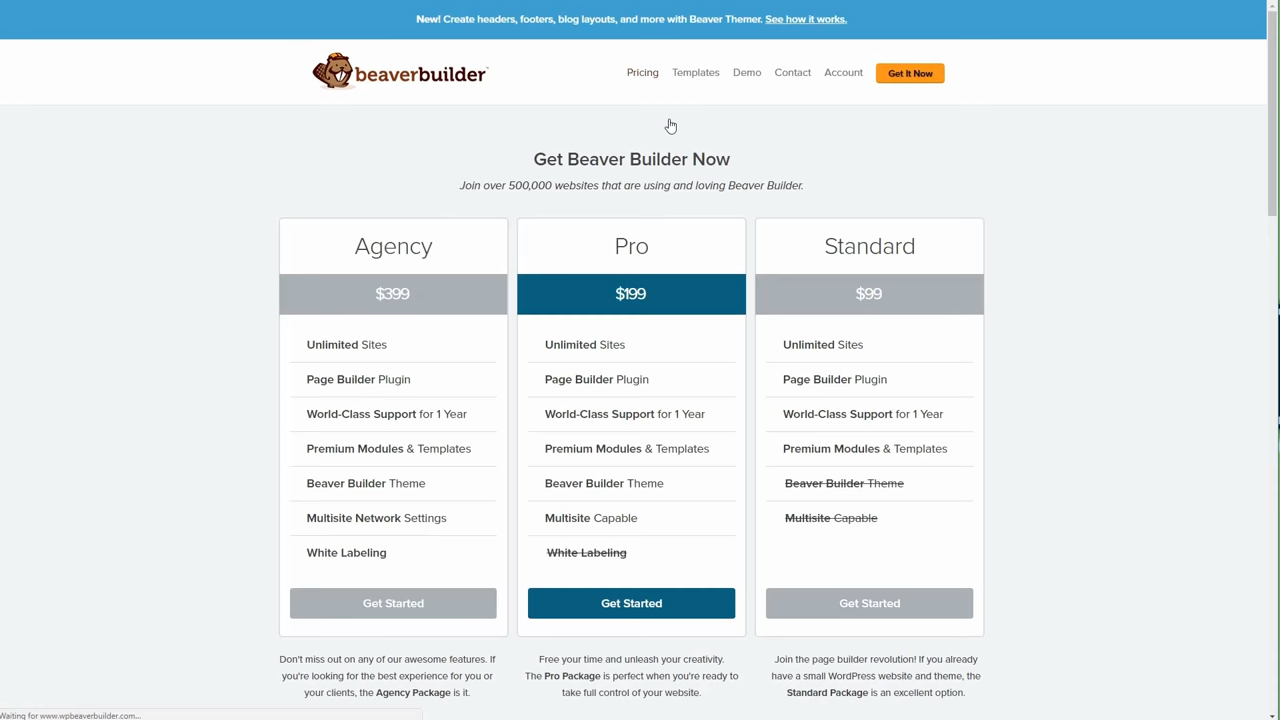 New! Create headers, footers, blog layouts, and more with Beaver Themer. See how it works.
beaverbuilder
Pricing
Templates
Demo
Contact
Account
Get It Now
Get Beaver Builder Now
Join over 500,000 websites that are using and loving Beaver Builder.
Agency
$399
Unlimited Sites
Page Builder Plugin
World-Class Support for 1 Year
Premium Modules & Templates
Beaver Builder Theme
Multisite Network Settings
White Labeling
Get Started
Don't miss out on any of our awesome features. If
you're looking for the best experience for you or
your clients, the Agency Package is it.
Pro
$199
Unlimited Sites
Page Builder Plugin
World-Class Support for 1 Year
Premium Modules & Templates
Beaver Builder Theme
Multisite Capable
White Labeling
Get Started
Free your time and unleash your creativity.
The Pro Package is perfect when you're ready to
take full control of your website.
Standard
$99
Unlimited Sites
Page Builder Plugin
World-Class Support for 1 Year
Premium Modules & Templates
Beaver Builder Theme
Multisite Capable
Get Started
Join the page builder revolution! If you already
have a small WordPress website and theme, the
Standard Package is an excellent option.
Waiting for www.wpbeaverbuilder.com...